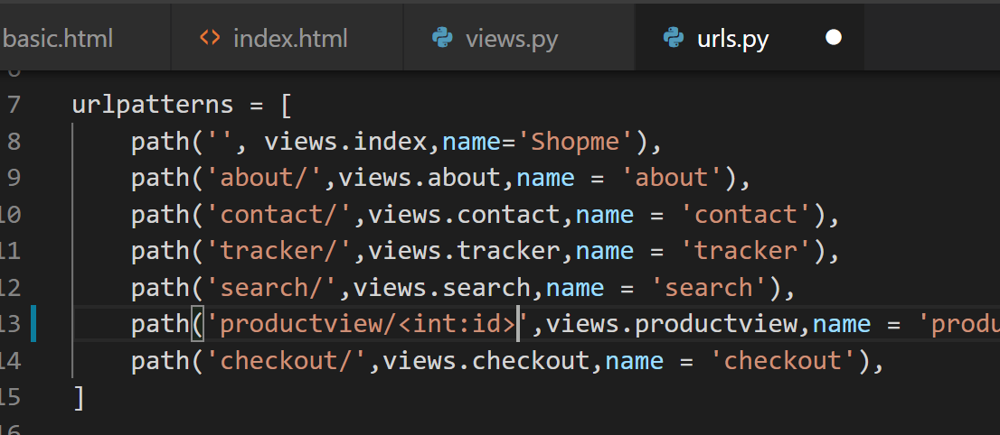 basic.html <> index.html views.py urls.py
7 urlpatterns = [
8 path('', views.index,name='Shopme'),
9 path('about/',views.about,name = 'about'),
10 path('contact/',views.contact,name = 'contact'),
11 path('tracker/',views.tracker,name = 'tracker'),
12 path('search/',views.search,name = 'search'),
13 path('productview/<int:id>',views.productview,name = 'produ
14 path('checkout/',views.checkout,name = 'checkout'),
15 ]
16